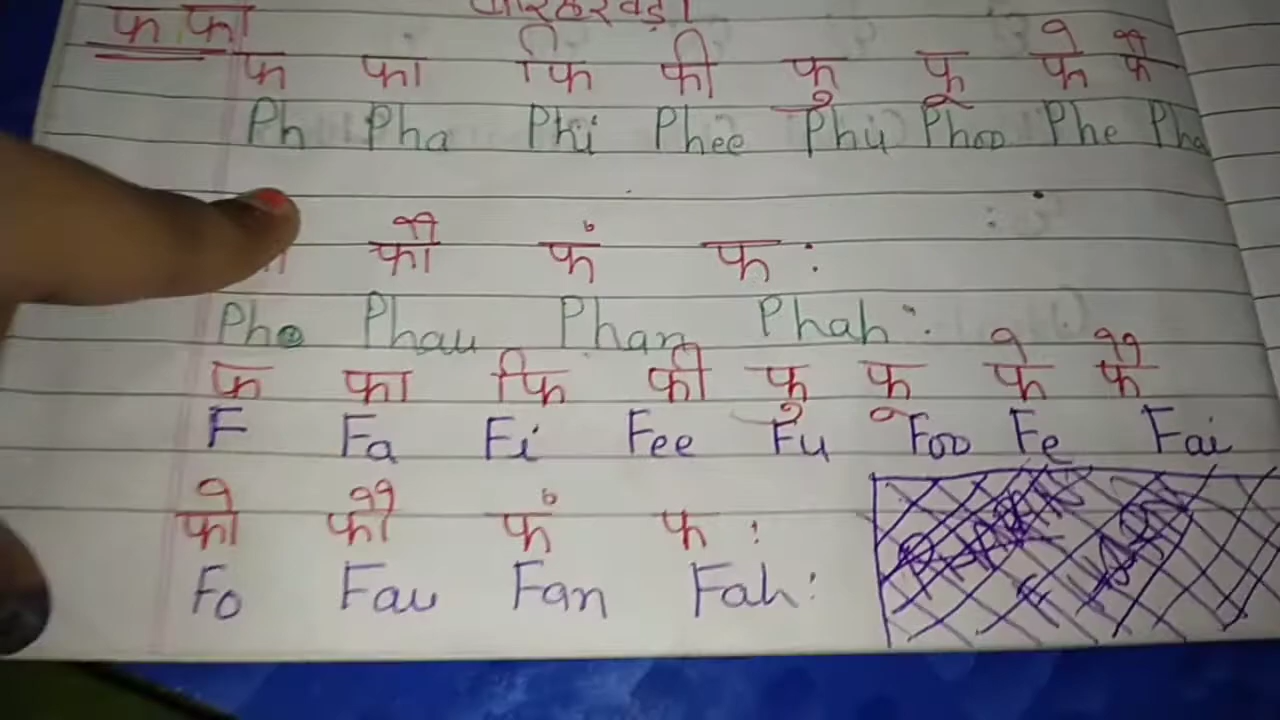 बारहखड़ी
फ फा
फ फा फि फी फु फू फे फै
Ph Pha Phi Phee Phu Phoo Phe Pha
फौ फं फ:
Pho Phau Phan Phah:
फ फा फि फी फु फू फे फै
F Fa Fi Fee Fu Foo Fe Fai
फो फौ फं फ:
Fo Fau Fan Fah: